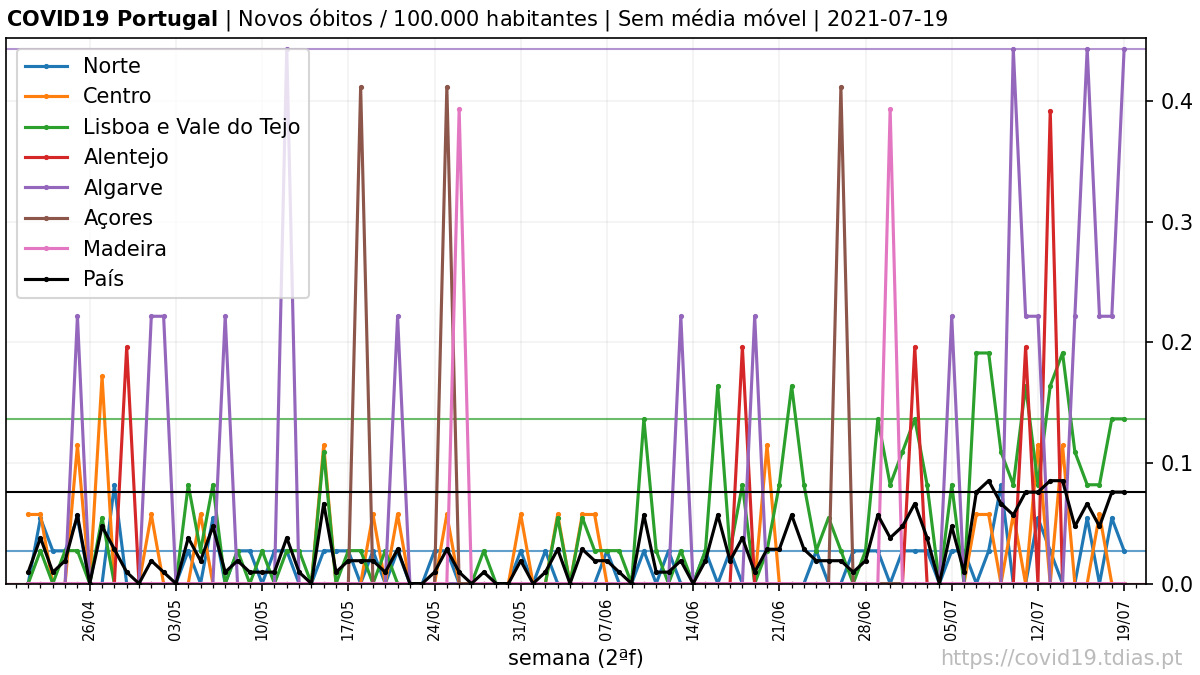 COVID19 Portugal | Novos óbitos / 100.000 habitantes | Sem média móvel | 2021-07-19
Norte
Centro
Lisboa e Vale do Tejo
Alentejo
Algarve
Açores
Madeira
País
0.4
0.3
0.2
0.1
0.0
26/04
03/05
10/05
17/05
24/05
31/05
07/06
14/06
21/06
28/06
05/07
12/07
19/07
semana (2ªf)
https://covid19.tdias.pt